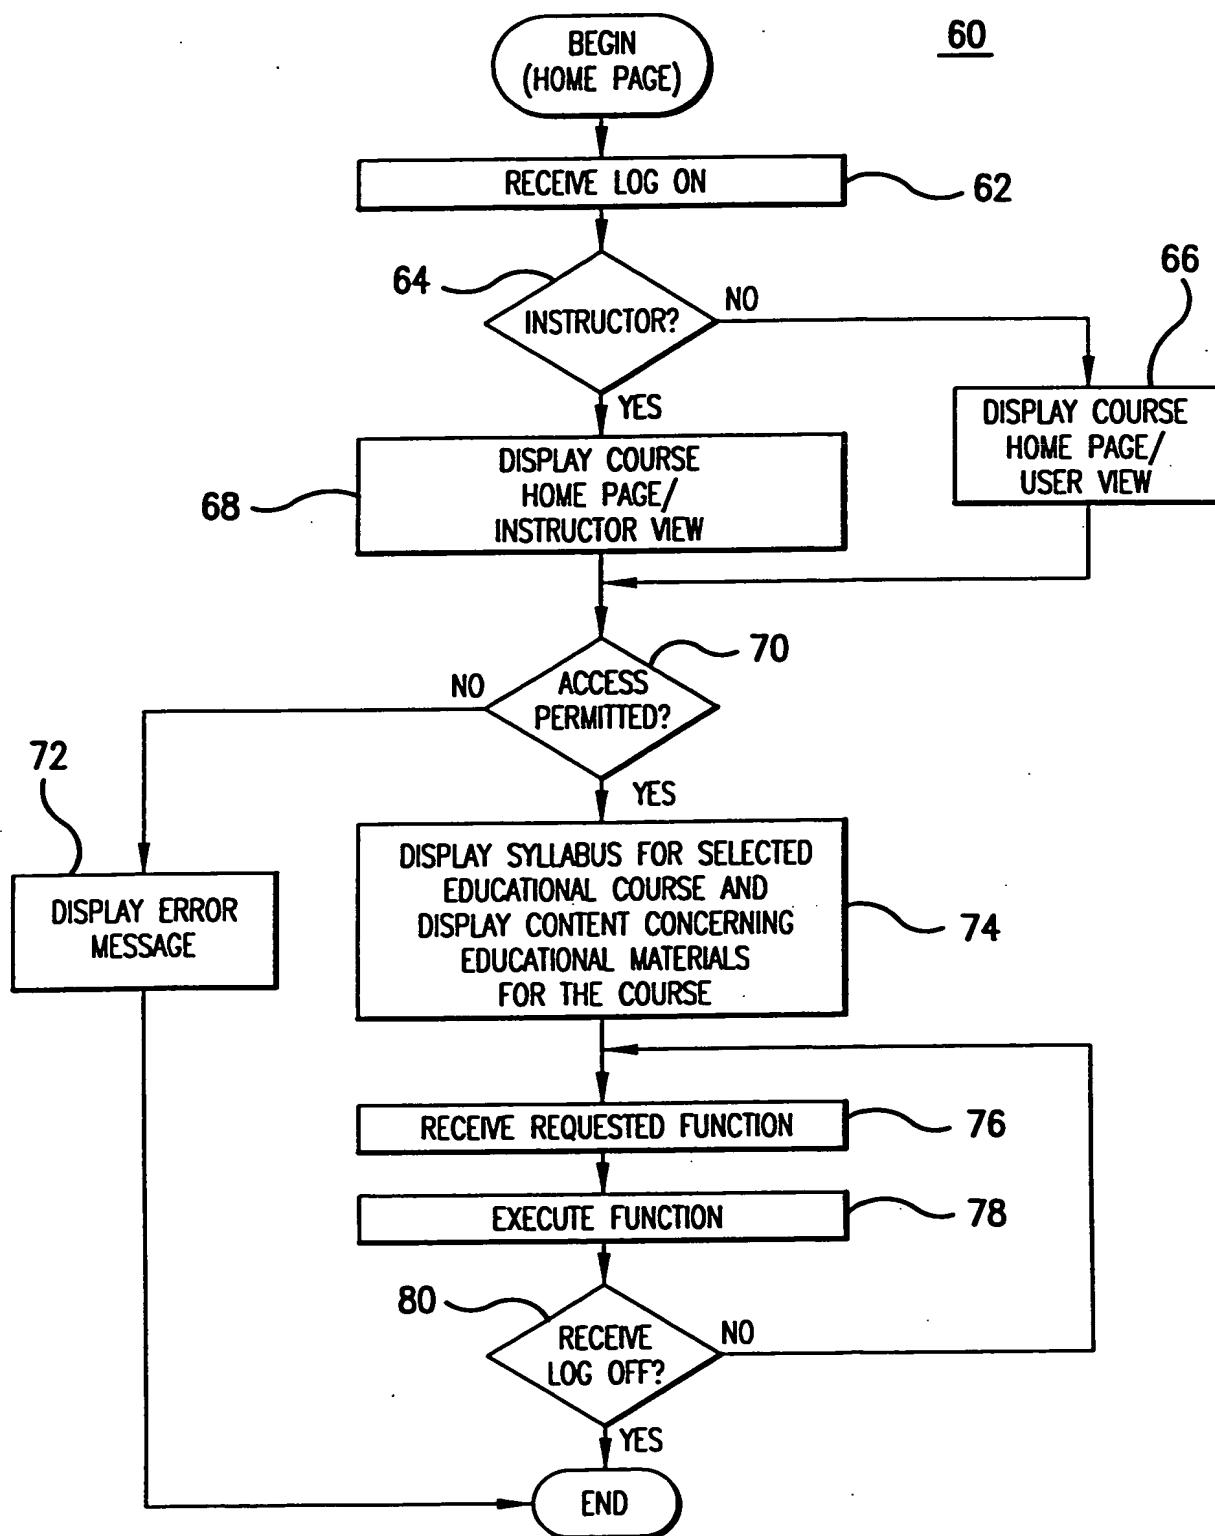 60
BEGIN
(HOME PAGE)
RECEIVE LOG ON
62
64
INSTRUCTOR?
NO
66
YES
DISPLAY COURSE
HOME PAGE/
USER VIEW
DISPLAY COURSE
HOME PAGE/
INSTRUCTOR VIEW
68
70
NO
ACCESS
PERMITTED?
72
YES
DISPLAY ERROR
MESSAGE
DISPLAY SYLLABUS FOR SELECTED
EDUCATIONAL COURSE AND
DISPLAY CONTENT CONCERNING
EDUCATIONAL MATERIALS
FOR THE COURSE
74
RECEIVE REQUESTED FUNCTION
76
EXECUTE FUNCTION
78
80
RECEIVE
LOG OFF?
NO
YES
END